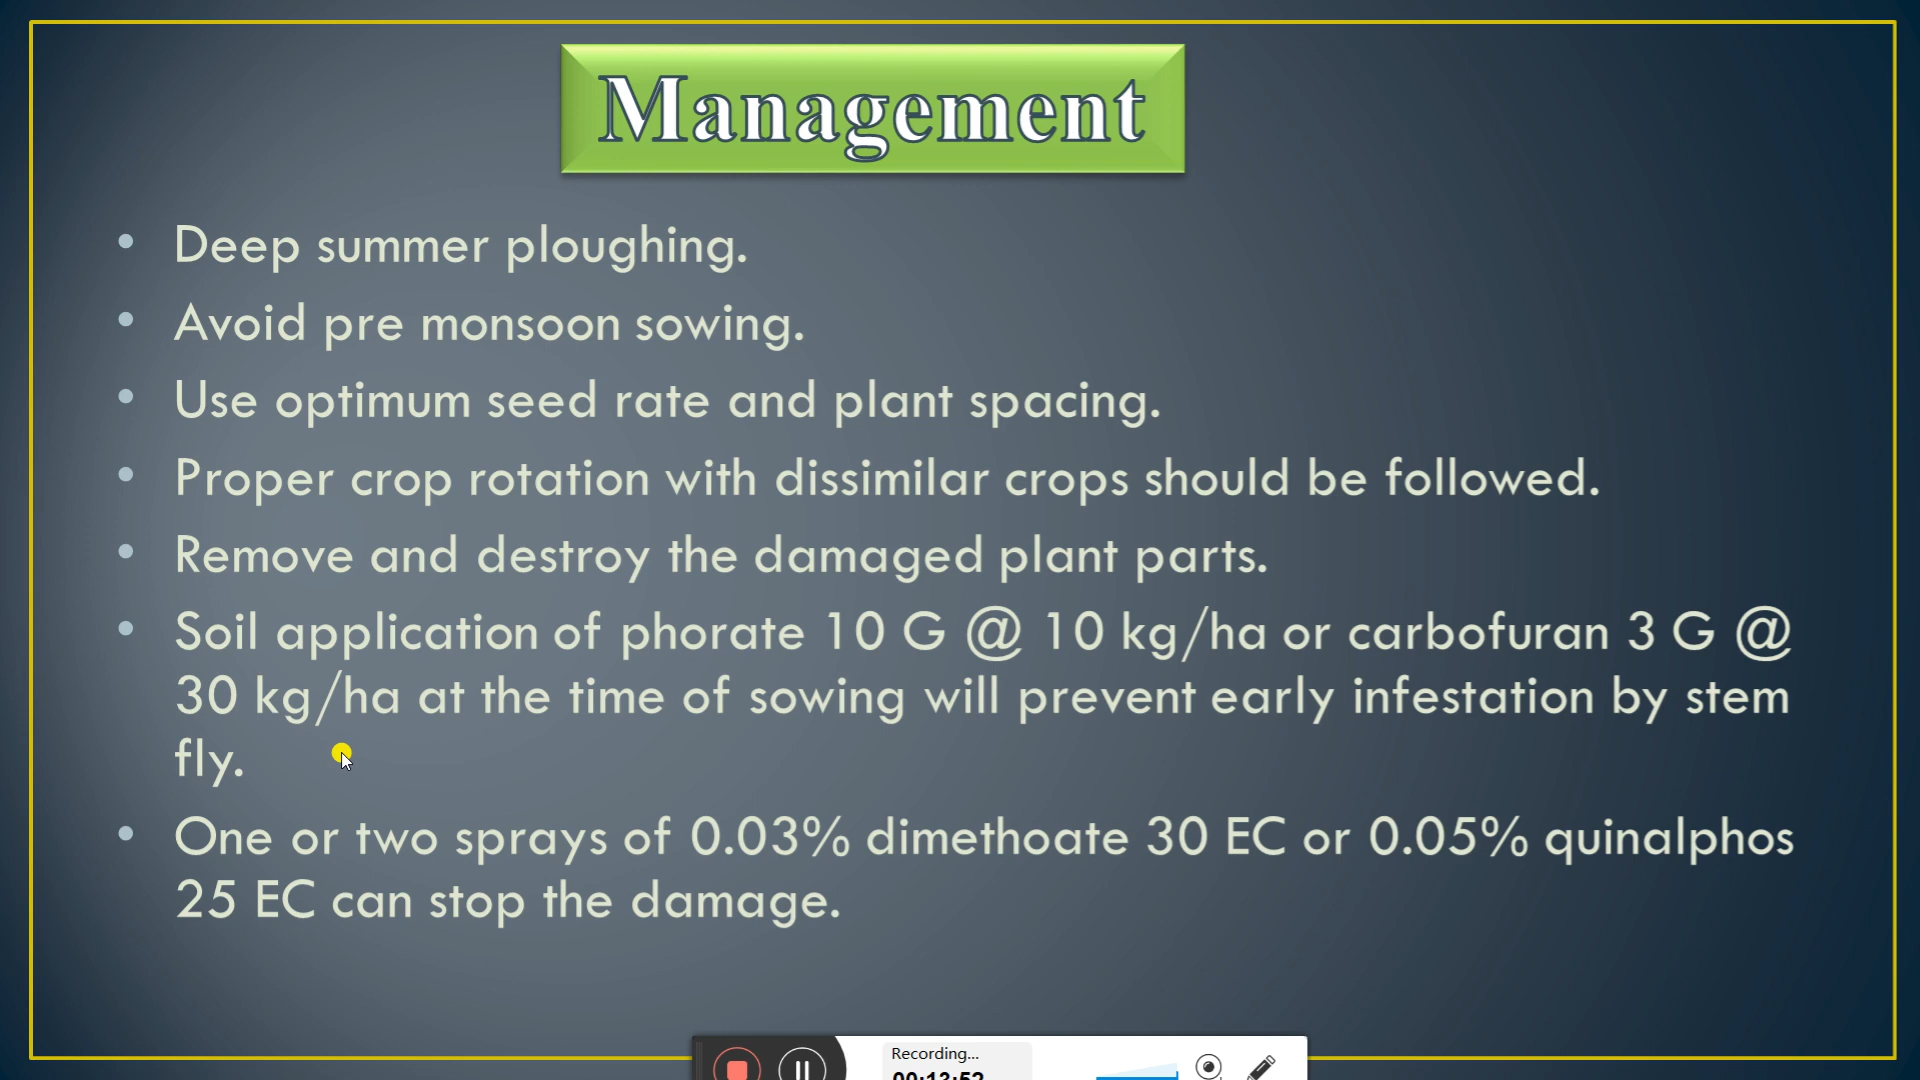 Management
• Deep summer ploughing.
• Avoid pre monsoon sowing.
• Use optimum seed rate and plant spacing.
• Proper crop rotation with dissimilar crops should be followed.
• Remove and destroy the damaged plant parts.
• Soil application of phorate 10 G @ 10 kg/ha or carbofuran 3 G @
30 kg/ha at the time of sowing will prevent early infestation by stem
fly.
• One or two sprays of 0.03% dimethoate 30 EC or 0.05% quinalphos
25 EC can stop the damage.
Recording...
00:13:52